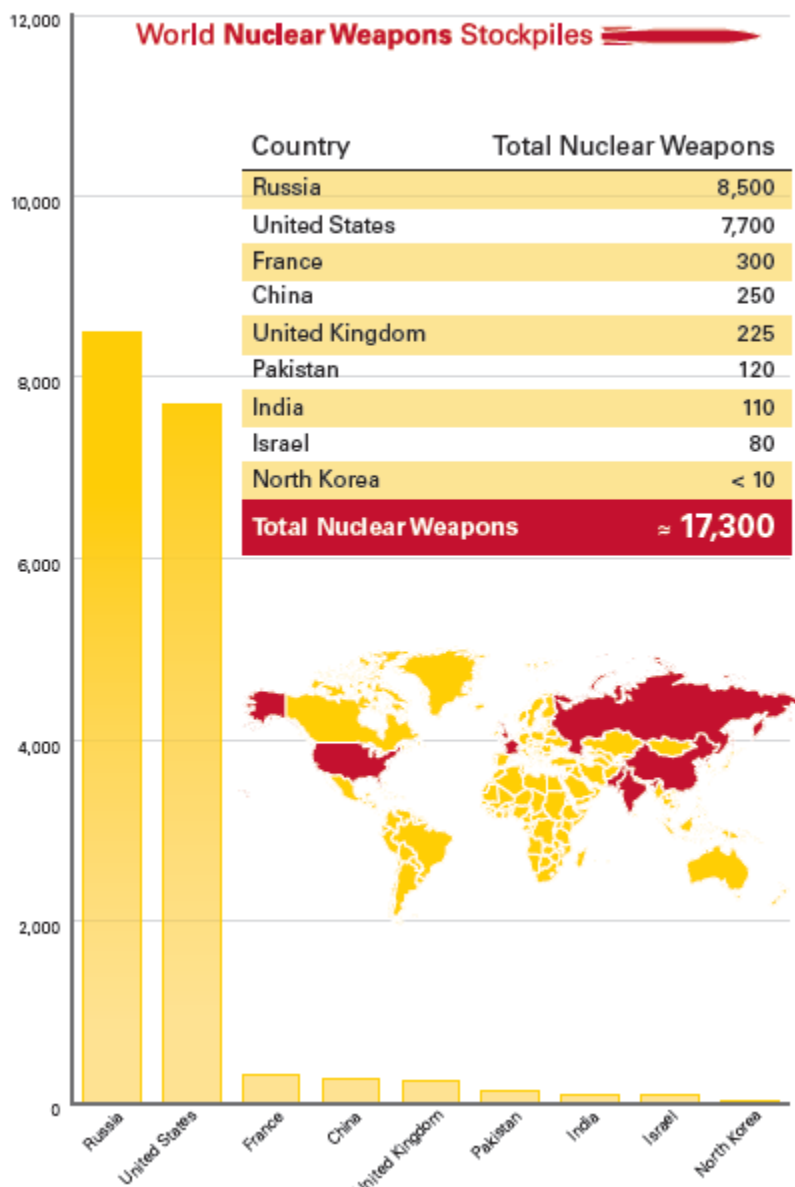 World Nuclear Weapons Stockpiles
Country Total Nuclear Weapons
Russia 8,500
United States 7,700
France 300
China 250
United Kingdom 225
Pakistan 120
India 110
Israel 80
North Korea < 10
Total Nuclear Weapons ≈ 17,300
12,000
10,000
8,000
6,000
4,000
2,000
0
Russia
United States
France
China
United Kingdom
Pakistan
India
Israel
North Korea